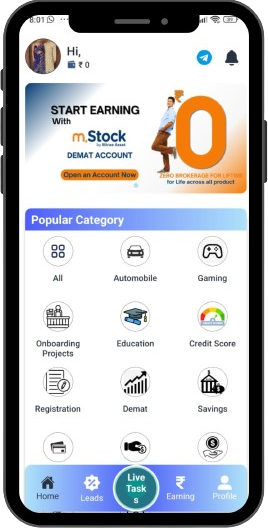 8:01
Hi,
₹ 0
START EARNING
With
m.Stock
by Mirae Asset
DEMAT ACCOUNT
Open an Account Now
0
ZERO BROKERAGE FOR LIFETIME
for Life across all product
Popular Category
All
Automobile
Gaming
Onboarding
Projects
Education
Credit Score
Registration
Demat
Savings
Home
Leads
Live
Task
s
Earning
Profile